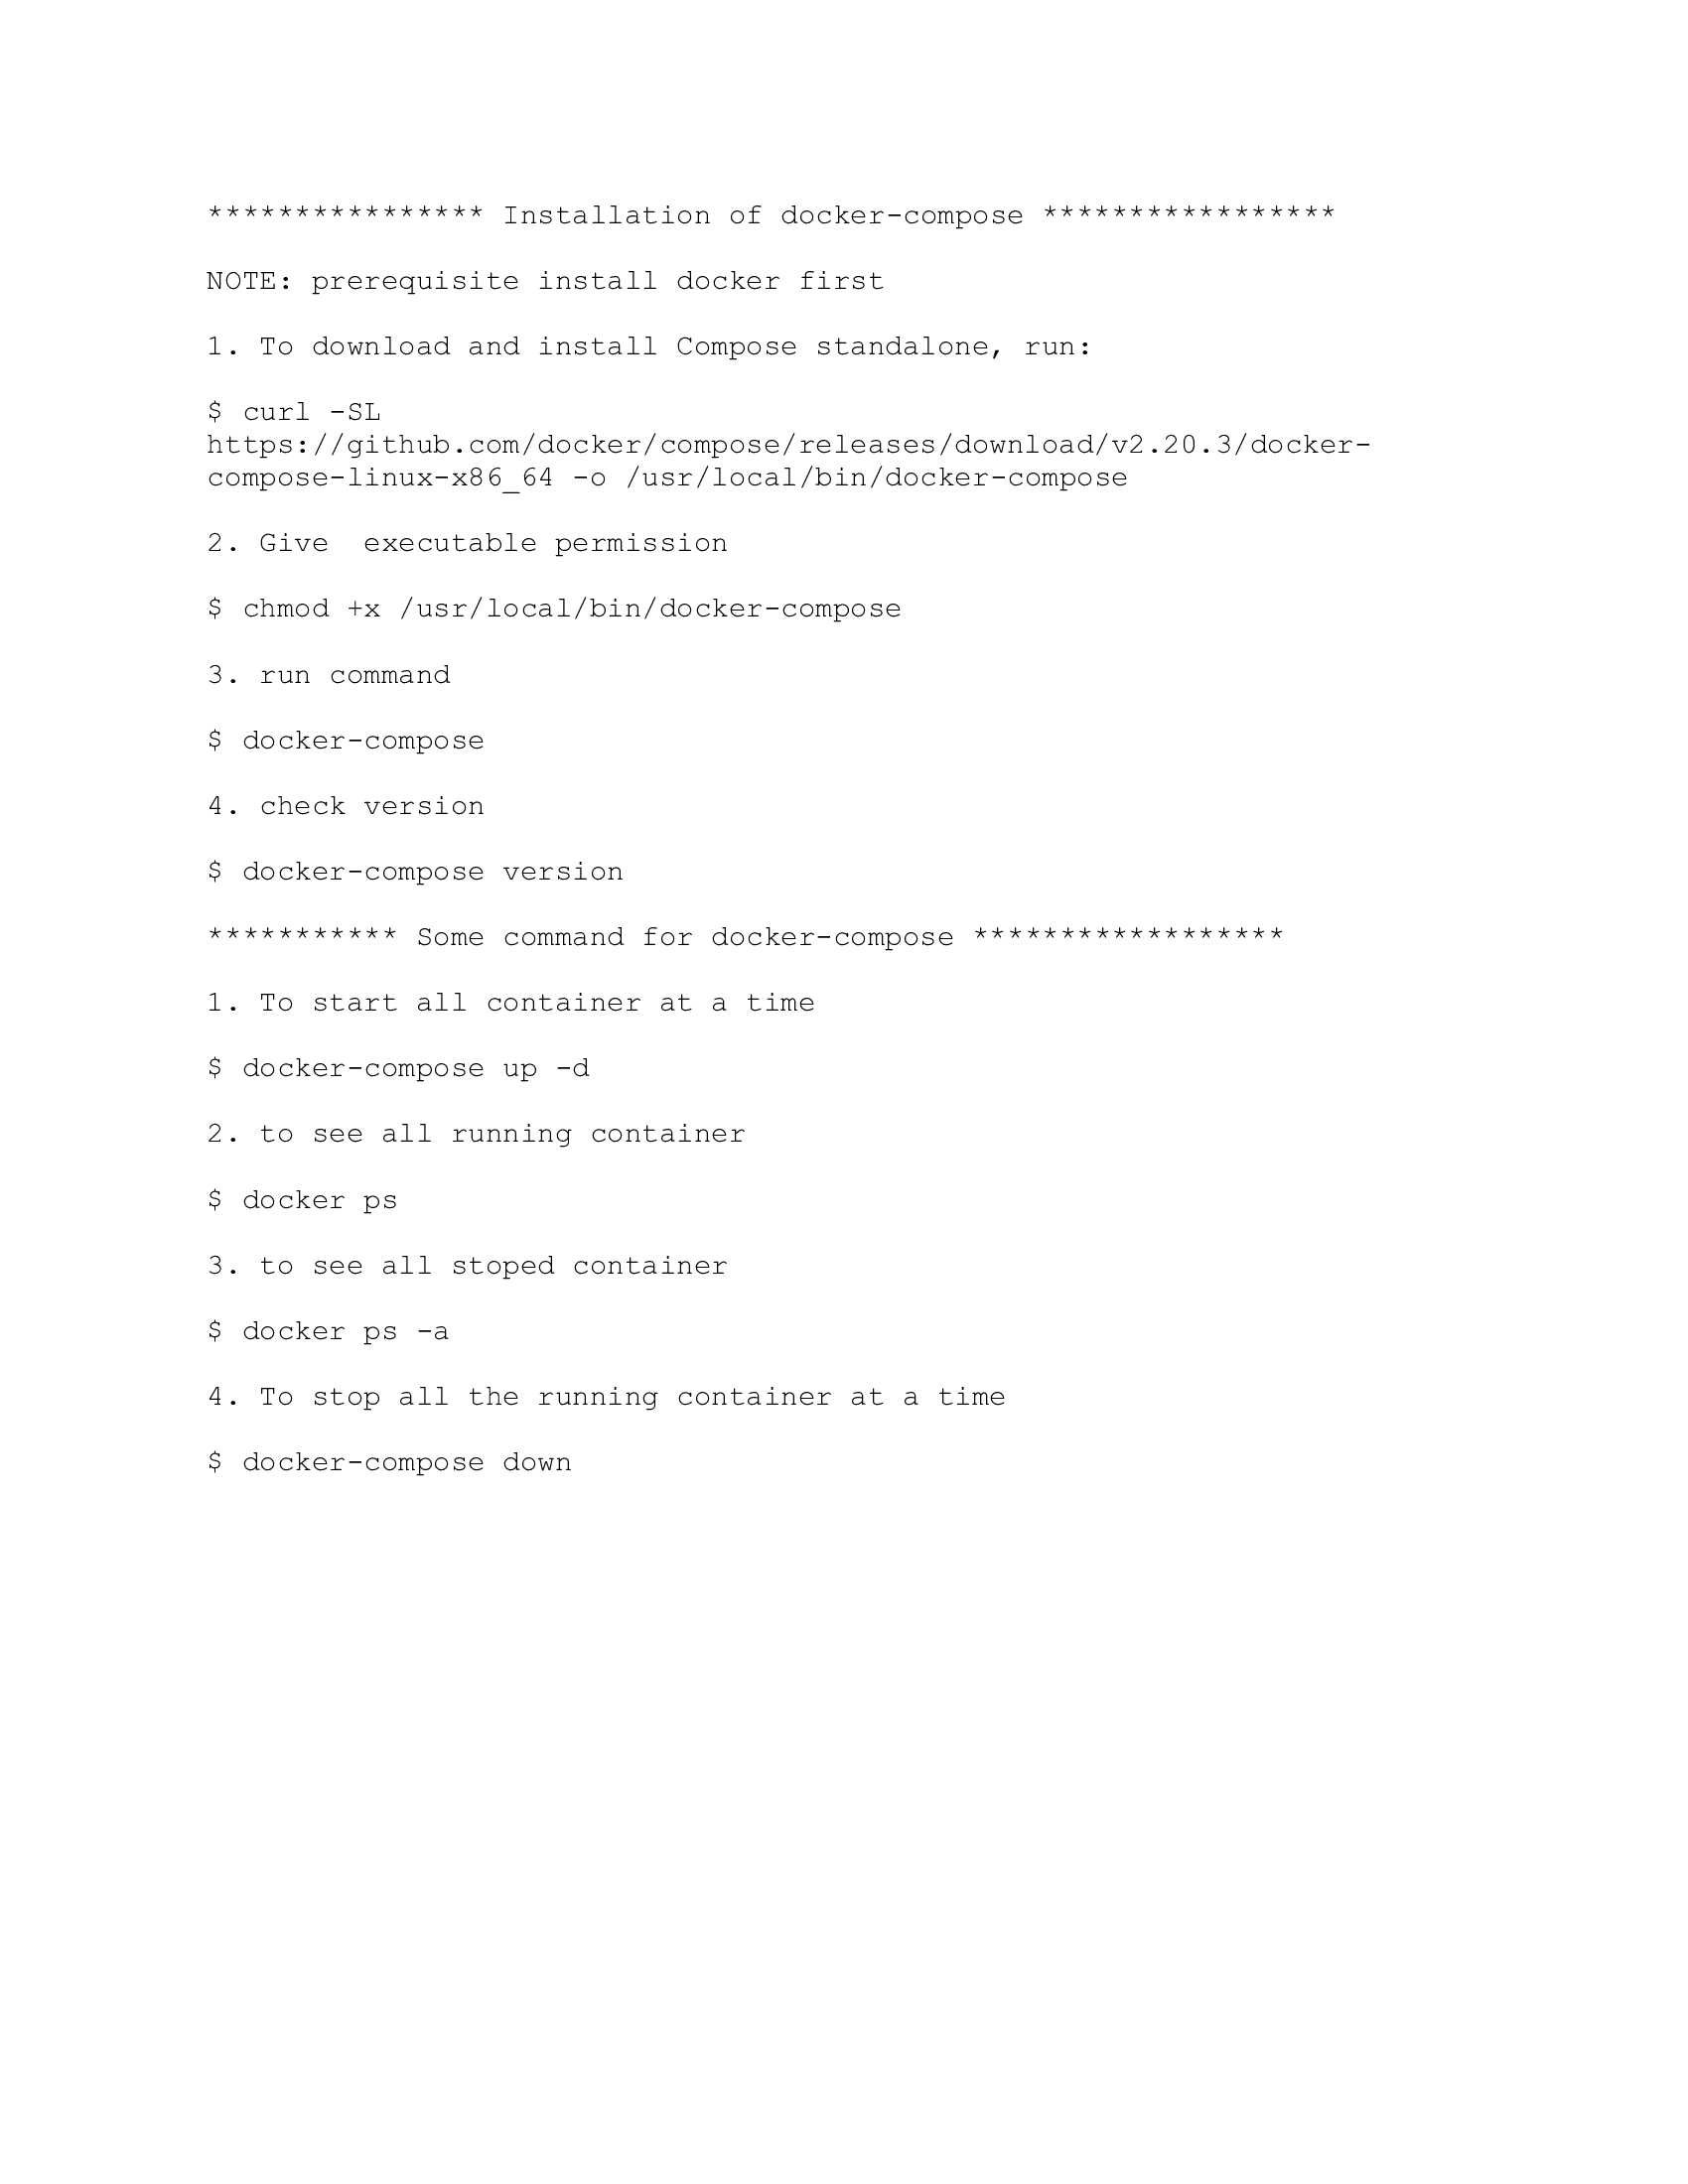 **************** Installation of docker-compose *****************
NOTE: prerequisite install docker first
1. To download and install Compose standalone, run:
$ curl -SL
https://github.com/docker/compose/releases/download/v2.20.3/docker-
compose-linux-x86_64 -o /usr/local/bin/docker-compose
2. Give  executable permission
$ chmod +x /usr/local/bin/docker-compose
3. run command
$ docker-compose
4. check version
$ docker-compose version
*********** Some command for docker-compose ******************
1. To start all container at a time
$ docker-compose up -d
2. to see all running container
$ docker ps
3. to see all stoped container
$ docker ps -a
4. To stop all the running container at a time
$ docker-compose down